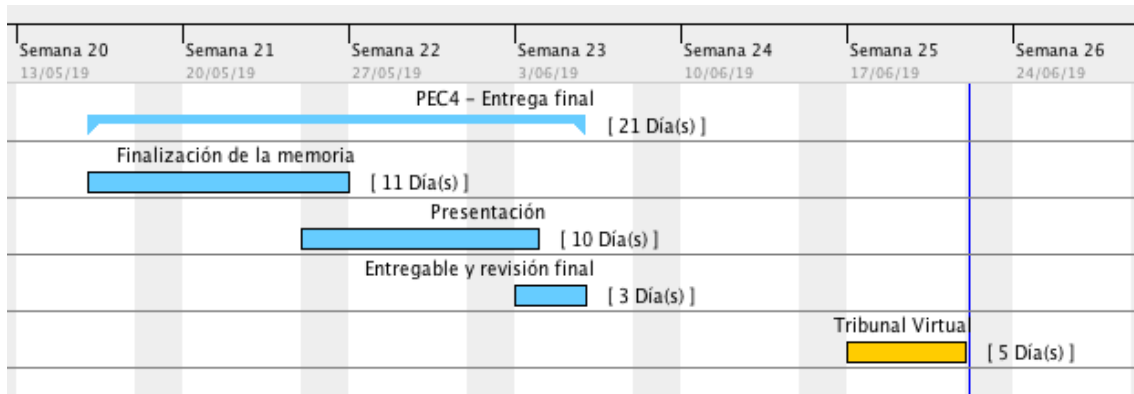 Semana 20 Semana 21 Semana 22 Semana 23 Semana 24 Semana 25 Semana 26
13/05/19 20/05/19 27/05/19 3/06/19 10/06/19 17/06/19 24/06/19
PEC4 - Entrega final
[ 21 Día(s) ]
Finalización de la memoria
[ 11 Día(s) ]
Presentación
[ 10 Día(s) ]
Entregable y revisión final
[ 3 Día(s) ]
Tribunal Virtual
[ 5 Día(s) ]